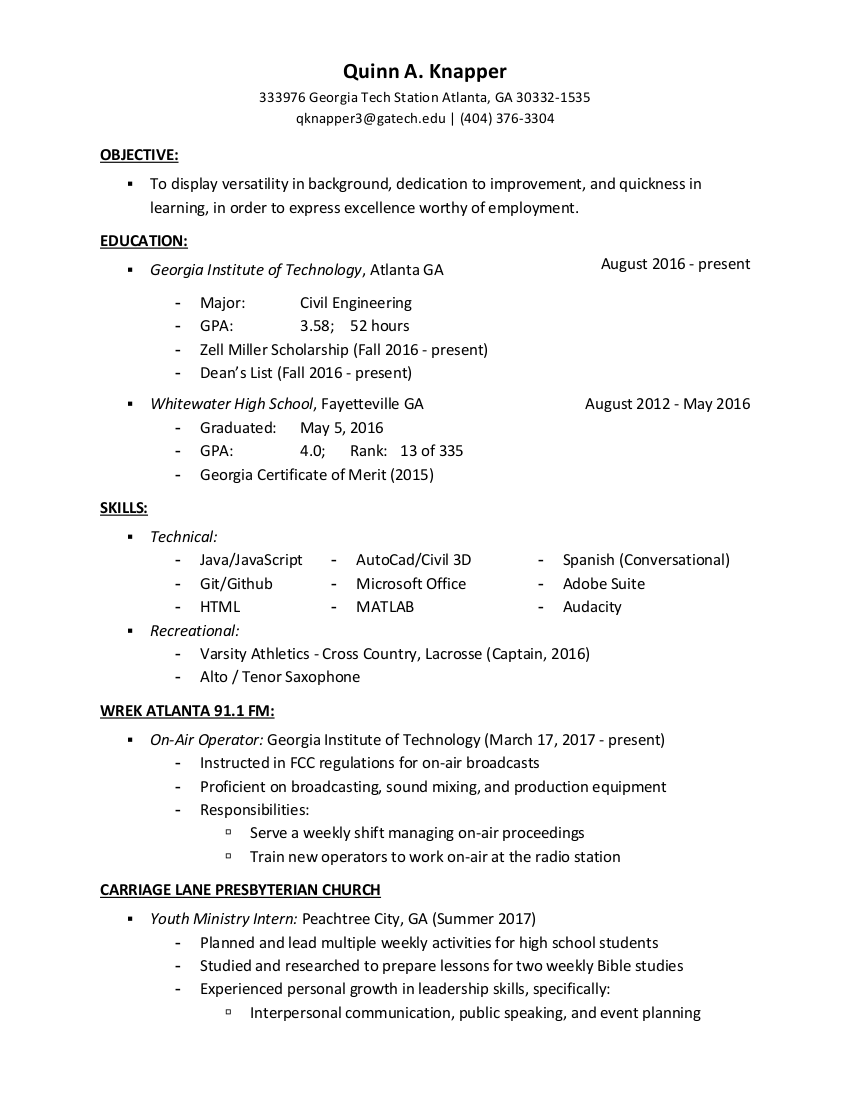 Quinn A. Knapper
333976 Georgia Tech Station Atlanta, GA 30332-1535
qknapper3@gatech.edu | (404) 376-3304
OBJECTIVE:
▪ To display versatility in background, dedication to improvement, and quickness in
learning, in order to express excellence worthy of employment.
EDUCATION:
▪ Georgia Institute of Technology, Atlanta GA August 2016 - present
- Major: Civil Engineering
- GPA: 3.58; 52 hours
- Zell Miller Scholarship (Fall 2016 - present)
- Dean’s List (Fall 2016 - present)
▪ Whitewater High School, Fayetteville GA August 2012 - May 2016
- Graduated: May 5, 2016
- GPA: 4.0; Rank: 13 of 335
- Georgia Certificate of Merit (2015)
SKILLS:
▪ Technical:
- Java/JavaScript - AutoCad/Civil 3D - Spanish (Conversational)
- Git/Github - Microsoft Office - Adobe Suite
- HTML - MATLAB - Audacity
▪ Recreational:
- Varsity Athletics - Cross Country, Lacrosse (Captain, 2016)
- Alto / Tenor Saxophone
WREK ATLANTA 91.1 FM:
▪ On-Air Operator: Georgia Institute of Technology (March 17, 2017 - present)
- Instructed in FCC regulations for on-air broadcasts
- Proficient on broadcasting, sound mixing, and production equipment
- Responsibilities:
▫ Serve a weekly shift managing on-air proceedings
▫ Train new operators to work on-air at the radio station
CARRIAGE LANE PRESBYTERIAN CHURCH
▪ Youth Ministry Intern: Peachtree City, GA (Summer 2017)
- Planned and lead multiple weekly activities for high school students
- Studied and researched to prepare lessons for two weekly Bible studies
- Experienced personal growth in leadership skills, specifically:
▫ Interpersonal communication, public speaking, and event planning